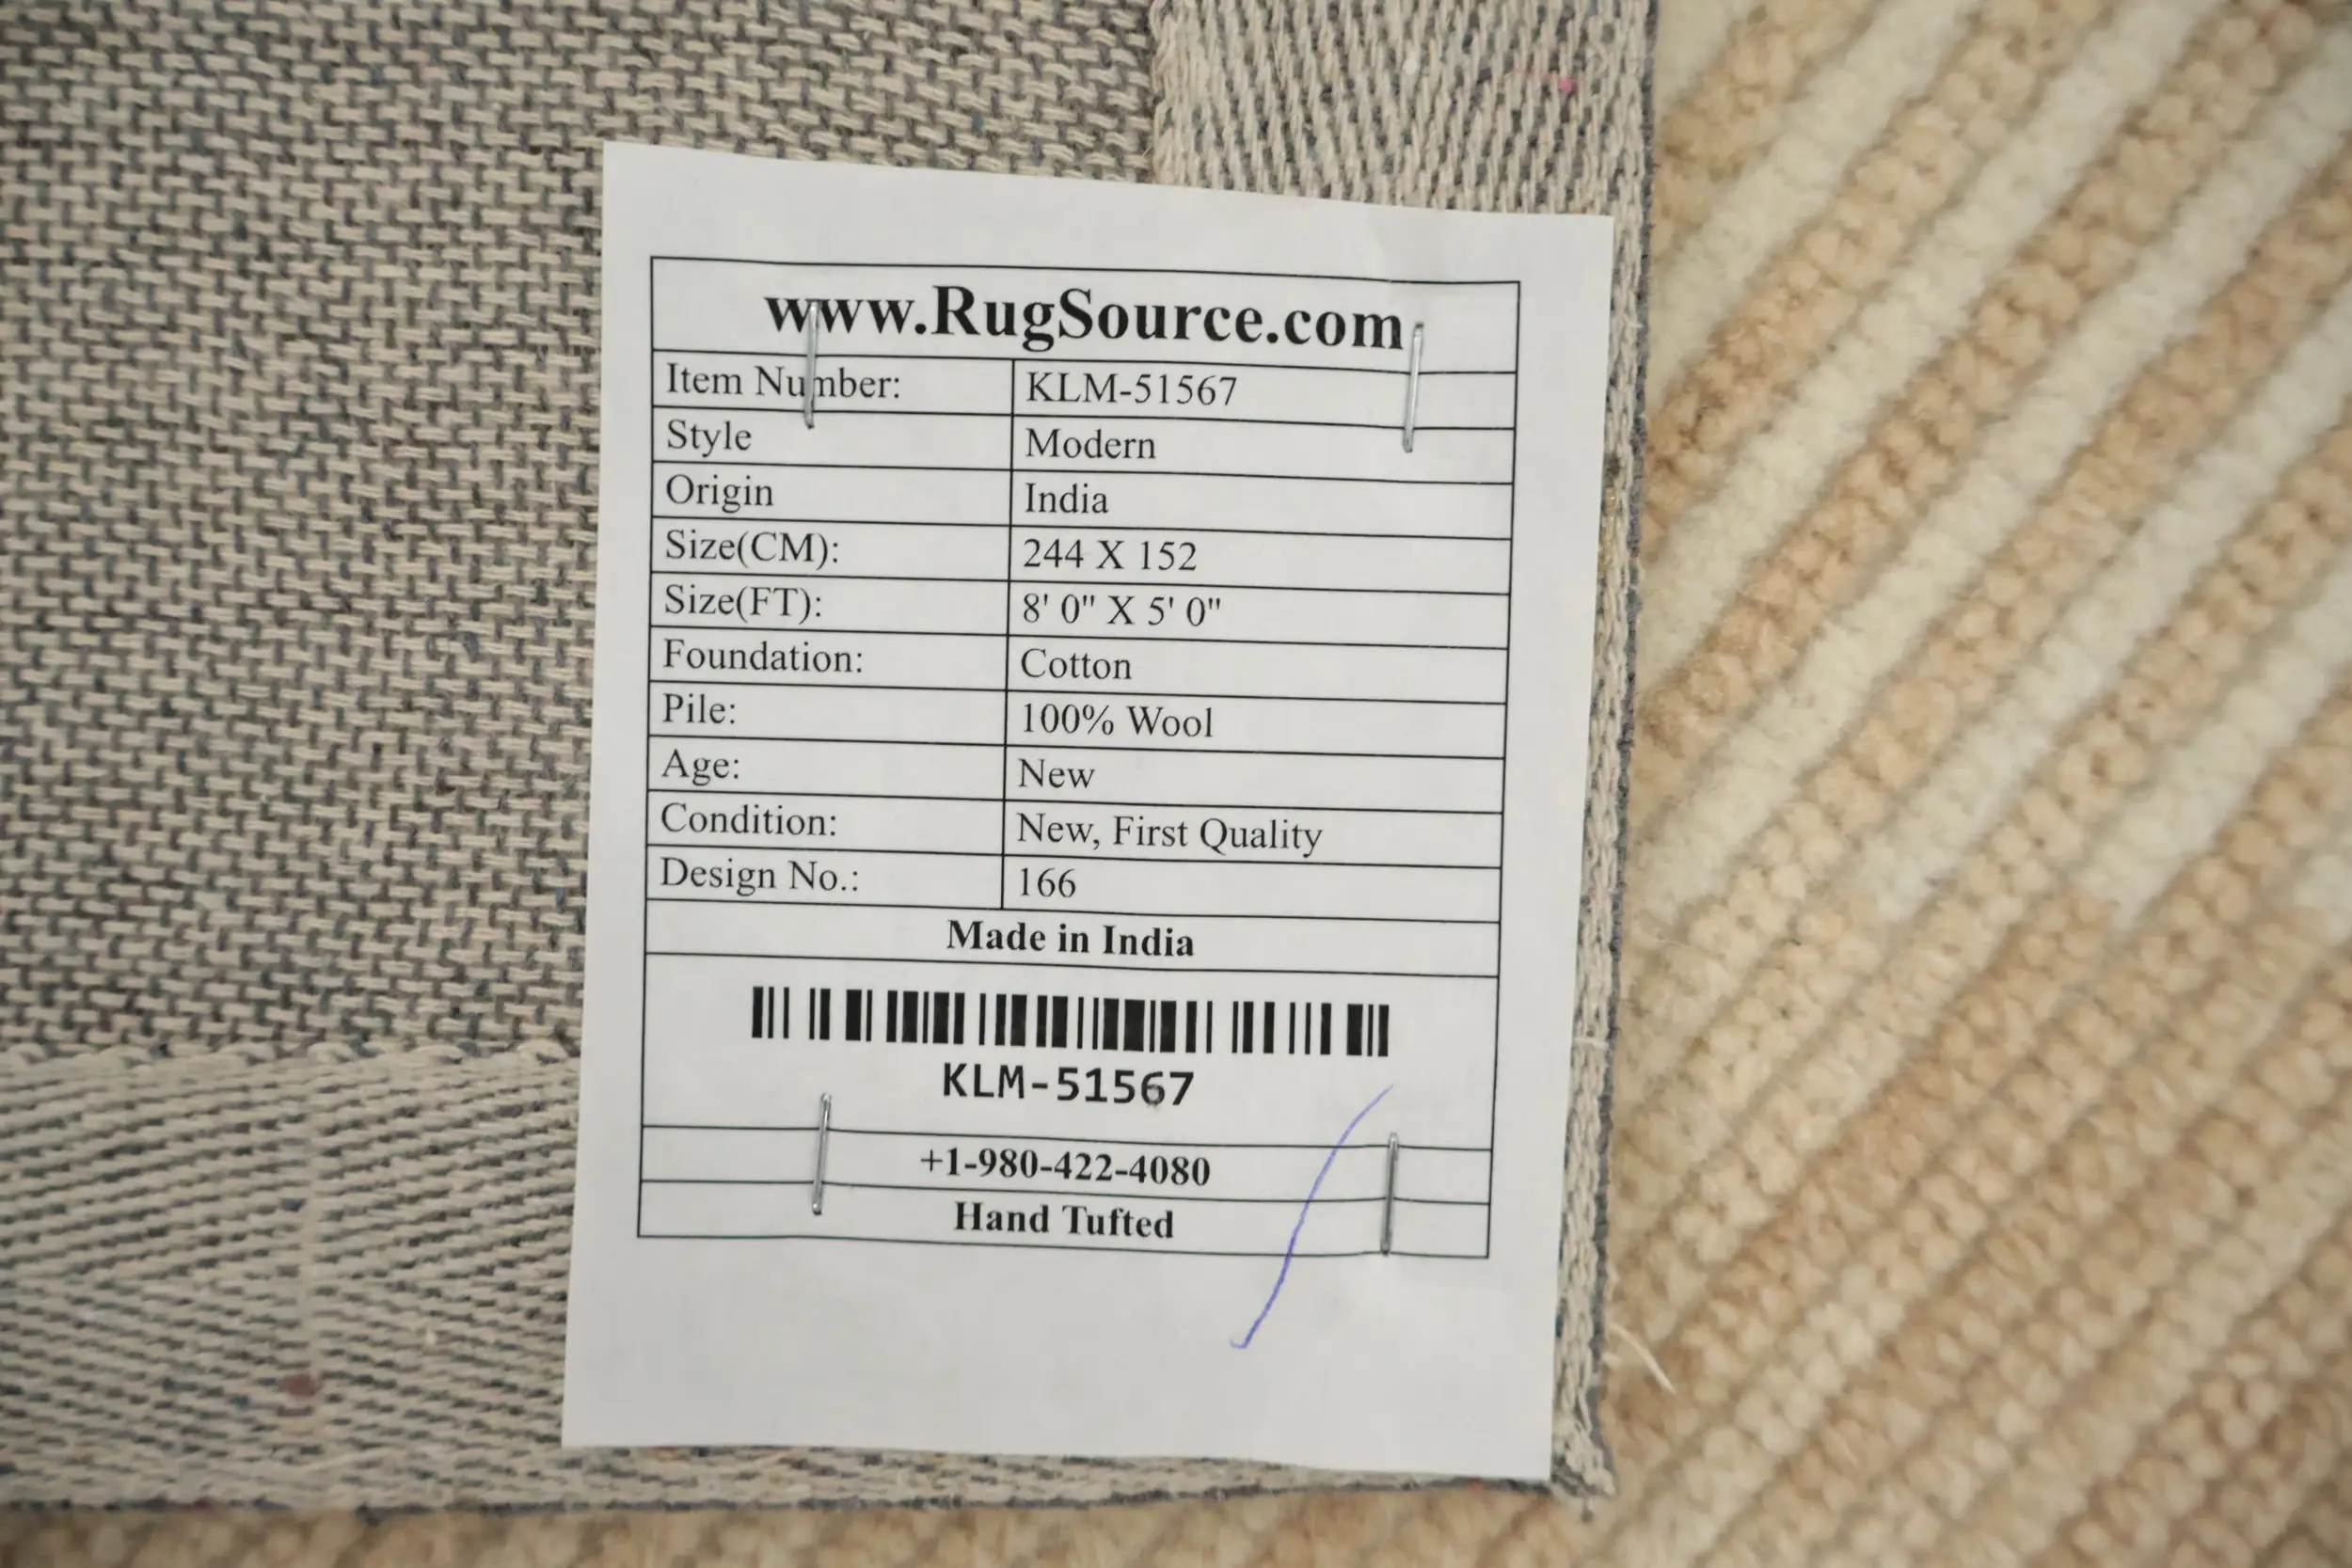 www.RugSource.com
Item Number: KLM-51567
Style Modern
Origin India
Size(CM): 244 X 152
Size(FT): 8' 0" X 5' 0"
Foundation: Cotton
Pile: 100% Wool
Age: New
Condition: New, First Quality
Design No.: 166
Made in India
KLM-51567
+1-980-422-4080
Hand Tufted